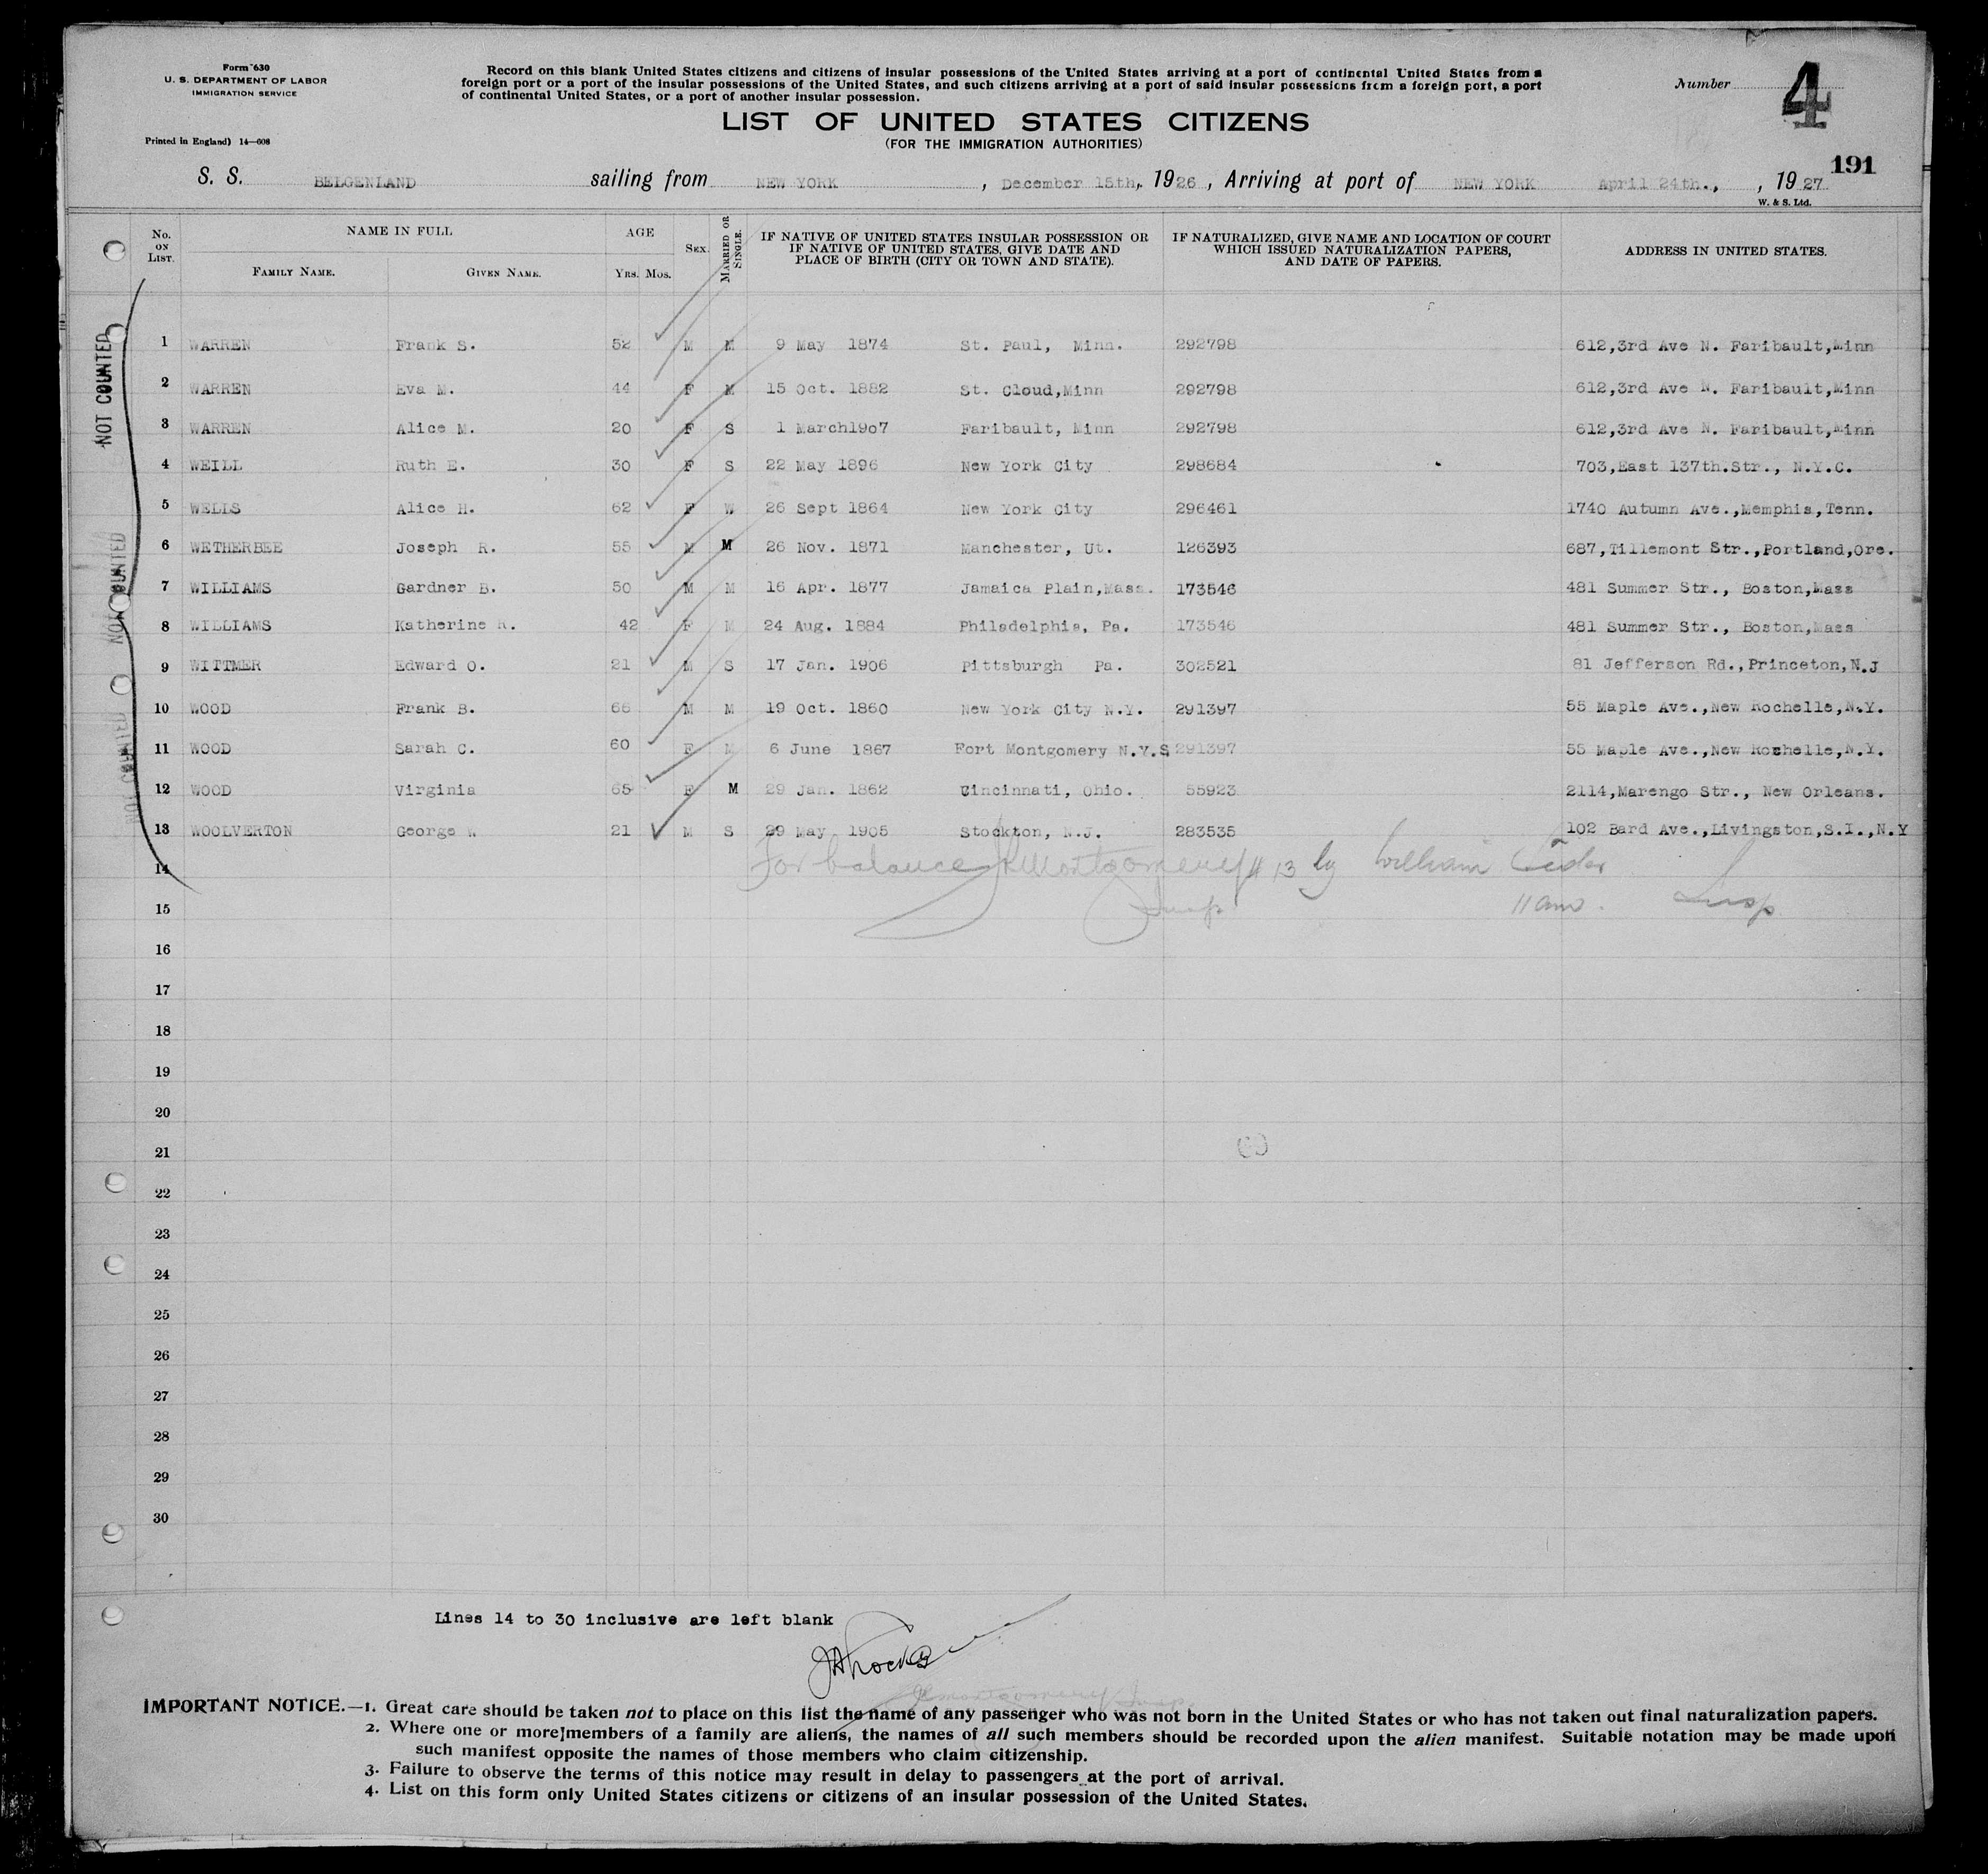 Form 630
U. S. DEPARTMENT OF LABOR
IMMIGRATION SERVICE
Printed in England) 14—608
Record on this blank United States citizens and citizens of insular possessions of the United States arriving at a port of continental United States from a
foreign port or a port of the insular possessions of the United States, and such citizens arriving at a port of said insular possessions from a foreign port, a port
of continental United States, or a port of another insular possession.
Number 4
LIST OF UNITED STATES CITIZENS
(FOR THE IMMIGRATION AUTHORITIES)
191
S. S. BELGENLAND sailing from NEW YORK, December 15th, 1926, Arriving at port of NEW YORK April 24th., , 1927
W. & S. Ltd.
No. ON LIST. NAME IN FULL AGE SEX. MARRIED OR SINGLE. IF NATIVE OF UNITED STATES INSULAR POSSESSION OR IF NATIVE OF UNITED STATES, GIVE DATE AND PLACE OF BIRTH (CITY OR TOWN AND STATE). IF NATURALIZED, GIVE NAME AND LOCATION OF COURT WHICH ISSUED NATURALIZATION PAPERS, AND DATE OF PAPERS. ADDRESS IN UNITED STATES.
FAMILY NAME. GIVEN NAME. YRS. MOS.
NOT COUNTED
NOT COUNTED
NOT COUNTED
1 WARREN Frank S. 52 M M 9 May 1874 St. Paul, Minn. 292798 612,3rd Ave N. Faribault,Minn
2 WARREN Eva M. 44 F M 15 Oct. 1882 St. Cloud,Minn 292798 612,3rd Ave N. Faribault,Minn
3 WARREN Alice M. 20 F S 1 March1907 Faribault, Minn 292798 612,3rd Ave N. Faribault,Minn
4 WEILL Ruth E. 30 F S 22 May 1896 New York City 298684 703,East 137th.Str., N.Y.C.
5 WELLS Alice H. 62 F W 26 Sept 1864 New York City 296461 1740 Autumn Ave.,Memphis,Tenn.
6 WETHERBEE Joseph R. 55 M M 26 Nov. 1871 Manchester, Ut. 126393 687,Tillemont Str.,Portland,Ore.
7 WILLIAMS Gardner B. 50 M M 16 Apr. 1877 Jamaica Plain,Mass. 173546 481 Summer Str., Boston,Mass
8 WILLIAMS Katherine R. 42 F M 24 Aug. 1884 Philadelphia, Pa. 173546 481 Summer Str., Boston,Mass
9 WITTMER Edward O. 21 M S 17 Jan. 1906 Pittsburgh Pa. 302521 81 Jefferson Rd.,Princeton,N.J
10 WOOD Frank B. 66 M M 19 Oct. 1860 New York City N.Y. 291397 55 Maple Ave.,New Rochelle,N.Y.
11 WOOD Sarah C. 60 F M 6 June 1867 Fort Montgomery N.Y.S 291397 55 Maple Ave.,New Rochelle,N.Y.
12 WOOD Virginia 65 F M 29 Jan. 1862 Cincinnati, Ohio. 55923 2114,Marengo Str., New Orleans.
13 WOOLVERTON George W 21 M S 29 May 1905 Stockton, N.J. 283535 102 Bard Ave.,Livingston,S.I.,N.Y
14 For balance Montgomery # 13 by William
15 Insp 11 am. Insp
16
17
18
19
20
21
22
23
24
25
26
27
28
29
30
Lines 14 to 30 inclusive are left blank
Montgomery Insp.
IMPORTANT NOTICE.—1. Great care should be taken not to place on this list the name of any passenger who was not born in the United States or who has not taken out final naturalization papers.
2. Where one or more members of a family are aliens, the names of all such members should be recorded upon the alien manifest. Suitable notation may be made upon
such manifest opposite the names of those members who claim citizenship.
3. Failure to observe the terms of this notice may result in delay to passengers at the port of arrival.
4. List on this form only United States citizens or citizens of an insular possession of the United States.